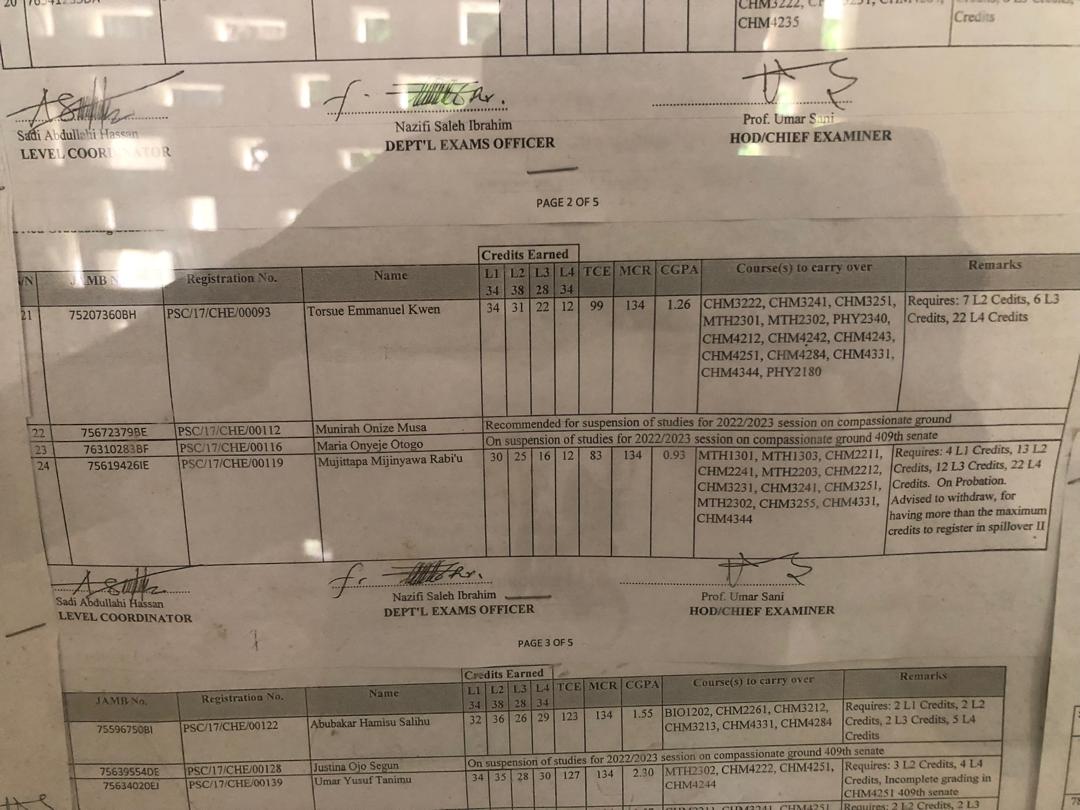 CHM4235
Credits
Sadi Abdullahi Hassan
LEVEL COORDINATOR
Nazifi Saleh Ibrahim
DEPT'L EXAMS OFFICER
Prof. Umar Sani
HOD/CHIEF EXAMINER
PAGE 2 OF 5
Credits Earned
Registration No. Name L1 L2 L3 L4 TCE MCR CGPA Course(s) to carry over Remarks
34 38 28 34
21 75207360BH PSC/17/CHE/00093 Torsue Emmanuel Kwen 34 31 22 12 99 134 1.26 CHM3222, CHM3241, CHM3251, Requires: 7 L2 Cedits, 6 L3
MTH2301, MTH2302, PHY2340, Credits, 22 L4 Credits
CHM4212, CHM4242, CHM4243,
CHM4251, CHM4284, CHM4331,
CHM4344, PHY2180
22 75672379BE PSC/17/CHE/00112 Munirah Onize Musa Recommended for suspension of studies for 2022/2023 session on compassionate ground
23 76310283BF PSC/17/CHE/00116 Maria Onyeje Otogo On suspension of studies for 2022/2023 session on compassionate ground 409th senate
24 75619426IE PSC/17/CHE/00119 Mujittapa Mijinyawa Rabi'u 30 25 16 12 83 134 0.93 MTH1301, MTH1303, CHM2211, Requires: 4 L1 Credits, 13 L2
CHM2241, MTH2203, CHM2212, Credits, 12 L3 Credits, 22 L4
CHM3231, CHM3241, CHM3251, Credits. On Probation.
MTH2302, CHM3255, CHM4331, Advised to withdraw, for
CHM4344 having more than the maximum
credits to register in spillover II
Sadi Abdullahi Hassan
LEVEL COORDINATOR
Nazifi Saleh Ibrahim
DEPT'L EXAMS OFFICER
Prof. Umar Sani
HOD/CHIEF EXAMINER
PAGE 3 OF 5
Credits Earned
JAMB No. Registration No. Name L1 L2 L3 L4 TCE MCR CGPA Course(s) to carry over Remarks
34 38 28 34
75596750BI PSC/17/CHE/00122 Abubakar Hamisu Salihu 32 36 26 29 123 134 1.55 BIO1202, CHM2261, CHM3212, Requires: 2 L1 Credits, 2 L2
CHM3213, CHM4331, CHM4284 Credits, 2 L3 Credits, 5 L4
Credits
75639554DE PSC/17/CHE/00128 Justina Ojo Segun On suspension of studies for 2022/2023 session on compassionate ground 409th senate
75634020EJ PSC/17/CHE/00139 Umar Yusuf Tanimu 34 35 28 30 127 134 2.30 MTH2302, CHM4222, CHM4251, Requires: 3 L2 Credits, 4 L4
CHM4244 Credits, Incomplete grading in
CHM4251 409th senate
Requires: 2 L2 Credits, 2 L3